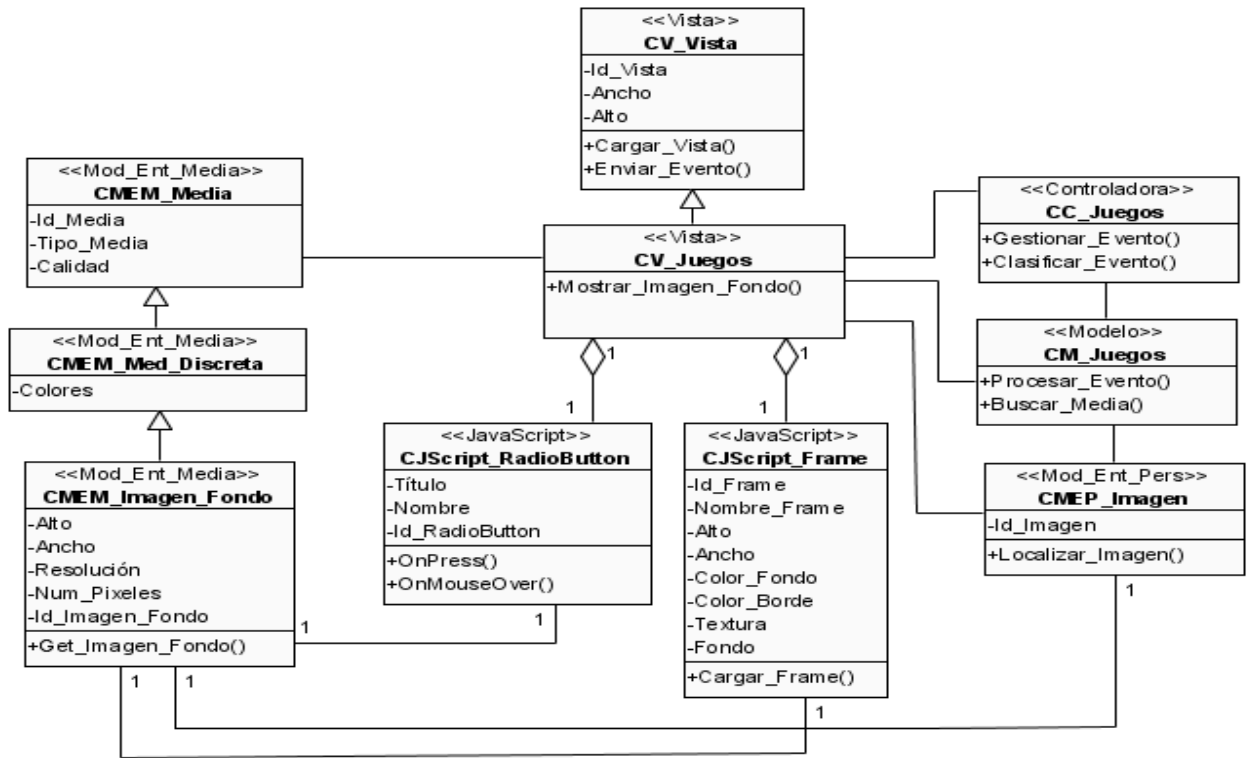 <<Vista>>
CV_Vista
-Id_Vista
-Ancho
-Alto
+Cargar_Vista()
+Enviar_Evento()
<<Mod_Ent_Media>>
CMEM_Media
-Id_Media
-Tipo_Media
-Calidad
<<Vista>>
CV_Juegos
+Mostrar_Imagen_Fondo()
<<Controladora>>
CC_Juegos
+Gestionar_Evento()
+Clasificar_Evento()
<<Mod_Ent_Media>>
CMEM_Med_Discreta
-Colores
<<Modelo>>
CM_Juegos
+Procesar_Evento()
+Buscar_Media()
1
1
1
1
<<Mod_Ent_Media>>
CMEM_Imagen_Fondo
-Alto
-Ancho
-Resolución
-Num_Pixeles
-Id_Imagen_Fondo
+Get_Imagen_Fondo()
<<JavaScript>>
CJScript_RadioButton
-Título
-Nombre
-Id_RadioButton
+OnPress()
+OnMouseOver()
<<JavaScript>>
CJScript_Frame
-Id_Frame
-Nombre_Frame
-Alto
-Ancho
-Color_Fondo
-Color_Borde
-Textura
-Fondo
+Cargar_Frame()
<<Mod_Ent_Pers>>
CMEP_Imagen
-Id_Imagen
+Localizar_Imagen()
1
1
1
1
1
1